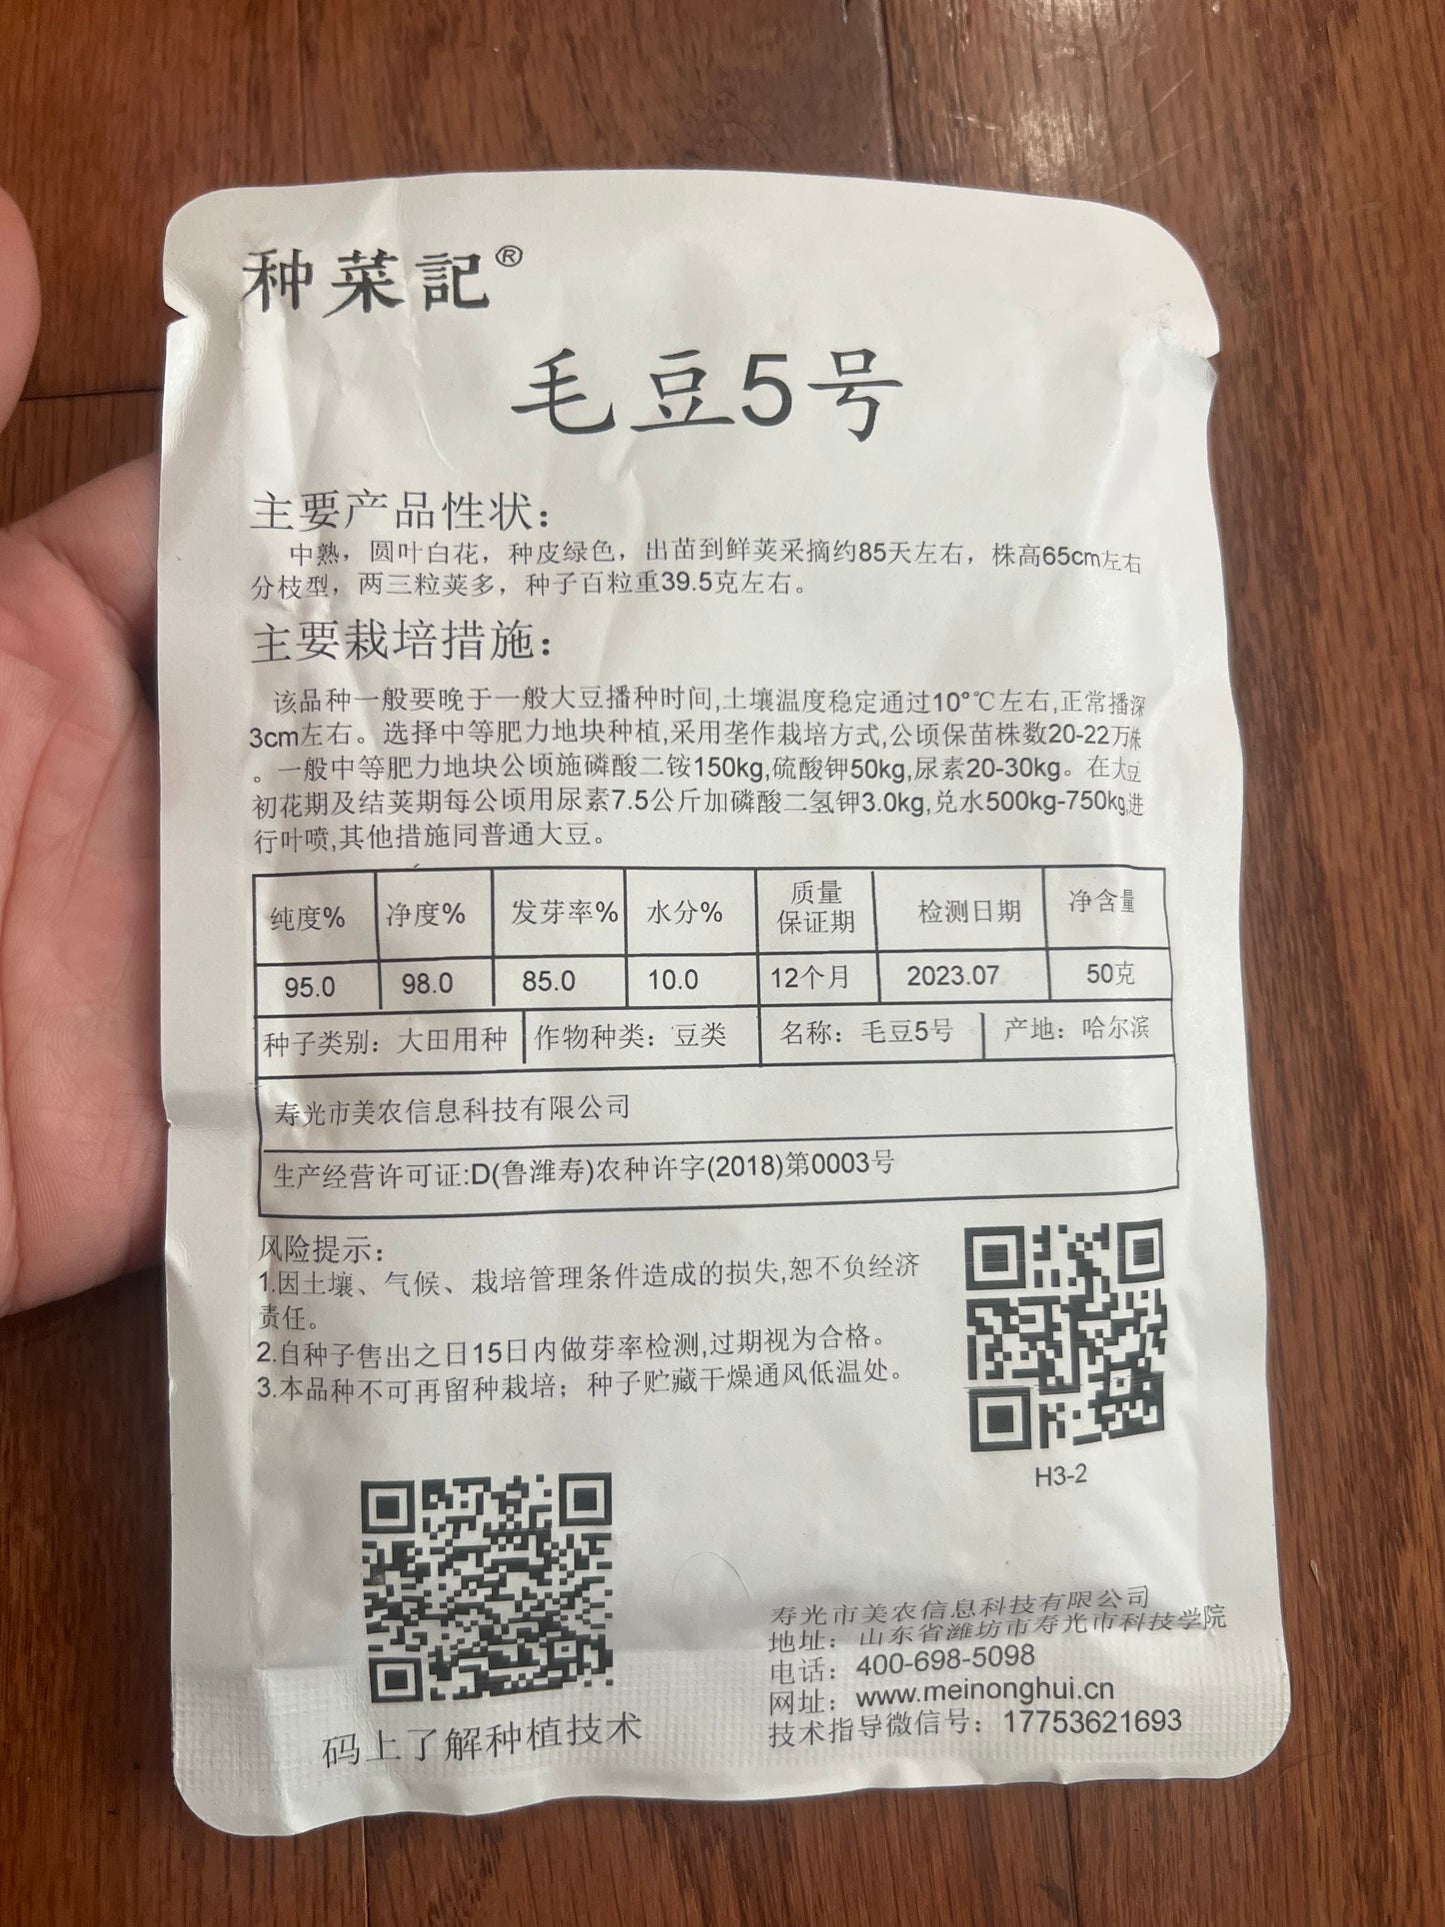 种菜記®
毛豆5号
主要产品性状：
中熟，圆叶白花，种皮绿色，出苗到鲜荚采摘约85天左右，株高65cm左右
分枝型，两三粒荚多，种子百粒重39.5克左右。
主要栽培措施：
该品种一般要晚于一般大豆播种时间,土壤温度稳定通过10°℃左右,正常播深
3cm左右。选择中等肥力地块种植,采用垄作栽培方式,公顷保苗株数20-22万株
。一般中等肥力地块公顷施磷酸二铵150kg,硫酸钾50kg,尿素20-30kg。在大豆
初花期及结荚期每公顷用尿素7.5公斤加磷酸二氢钾3.0kg,兑水500kg-750kg,进
行叶喷,其他措施同普通大豆。
纯度% 净度% 发芽率% 水分% 质量保证期 检测日期 净含量
95.0 98.0 85.0 10.0 12个月 2023.07 50克
种子类别：大田用种 作物种类：豆类 名称：毛豆5号 产地：哈尔滨
寿光市美农信息科技有限公司
生产经营许可证:D(鲁潍寿)农种许字(2018)第0003号
风险提示：
1.因土壤、气候、栽培管理条件造成的损失,恕不负经济
责任。
2.自种子售出之日15日内做芽率检测,过期视为合格。
3.本品种不可再留种栽培；种子贮藏干燥通风低温处。
H3-2
码上了解种植技术
寿光市美农信息科技有限公司
地址：山东省潍坊市寿光市科技学院
电话：400-698-5098
网址：www.meinonghui.cn
技术指导微信号：17753621693